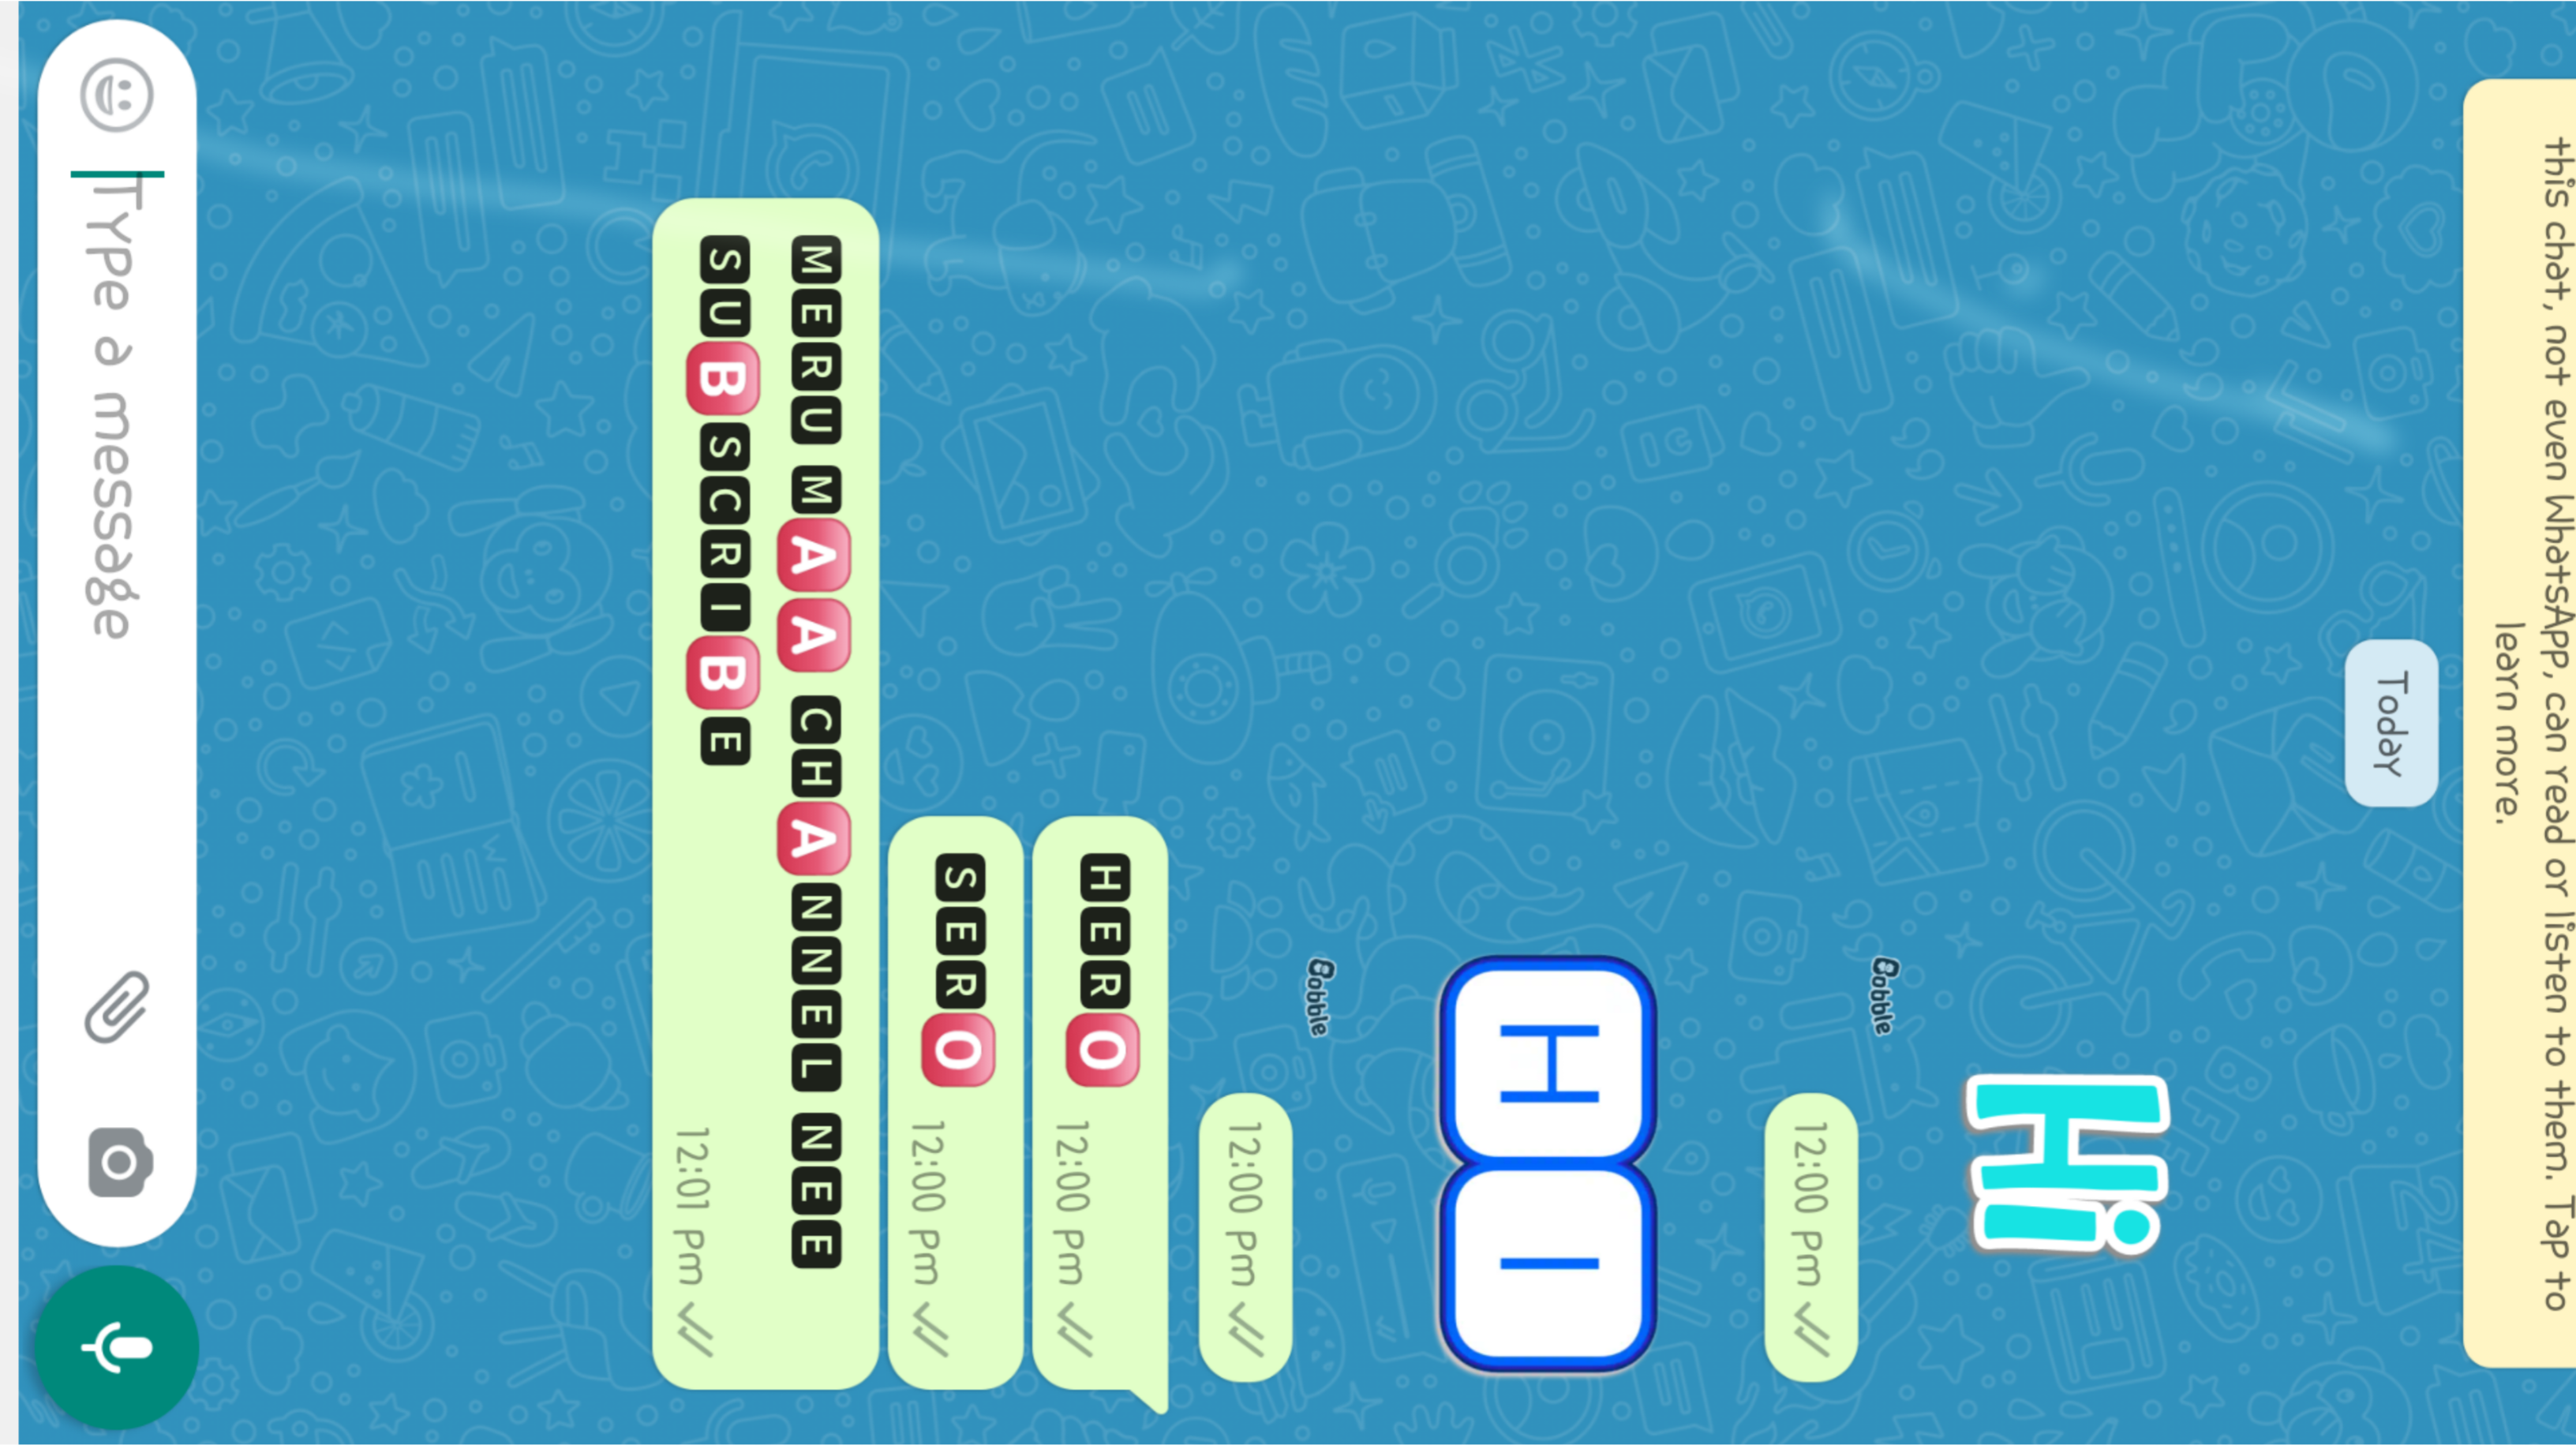 this chat, not even WhatsApp, can read or listen to them. Tap to
learn more.
Today
Hi
Bobble
12:00 Pm
HI
Bobble
12:00 Pm
HERO
12:00 Pm
SERO
12:00 Pm
MERU MAA CHANNEL NEE
SUBSCRIBE
12:01 Pm
Type a message